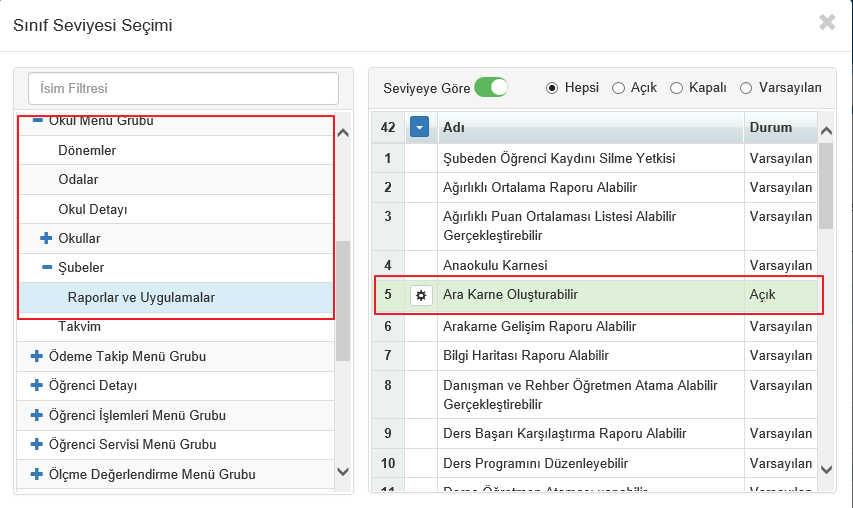 Sınıf Seviyesi Seçimi
İsim Filtresi
Okul Menü Grubu
Dönemler
Odalar
Okul Detayı
Okullar
Şubeler
Raporlar ve Uygulamalar
Takvim
Ödeme Takip Menü Grubu
Öğrenci Detayı
Öğrenci İşlemleri Menü Grubu
Öğrenci Servisi Menü Grubu
Ölçme Değerlendirme Menü Grubu
Seviyeye Göre Hepsi Açık Kapalı Varsayılan
42 Adı Durum
1 Şubeden Öğrenci Kaydını Silme Yetkisi Varsayılan
2 Ağırlıklı Ortalama Raporu Alabilir Varsayılan
3 Ağırlıklı Puan Ortalaması Listesi Alabilir Varsayılan
Gerçekleştirebilir
4 Anaokulu Karnesi Varsayılan
5 Ara Karne Oluşturabilir Açık
6 Arakarne Gelişim Raporu Alabilir Varsayılan
7 Bilgi Haritası Raporu Alabilir Varsayılan
8 Danışman ve Rehber Öğretmen Atama Alabilir Varsayılan
Gerçekleştirebilir
9 Ders Başarı Karşılaştırma Raporu Alabilir Varsayılan
10 Ders Programını Düzenleyebilir Varsayılan